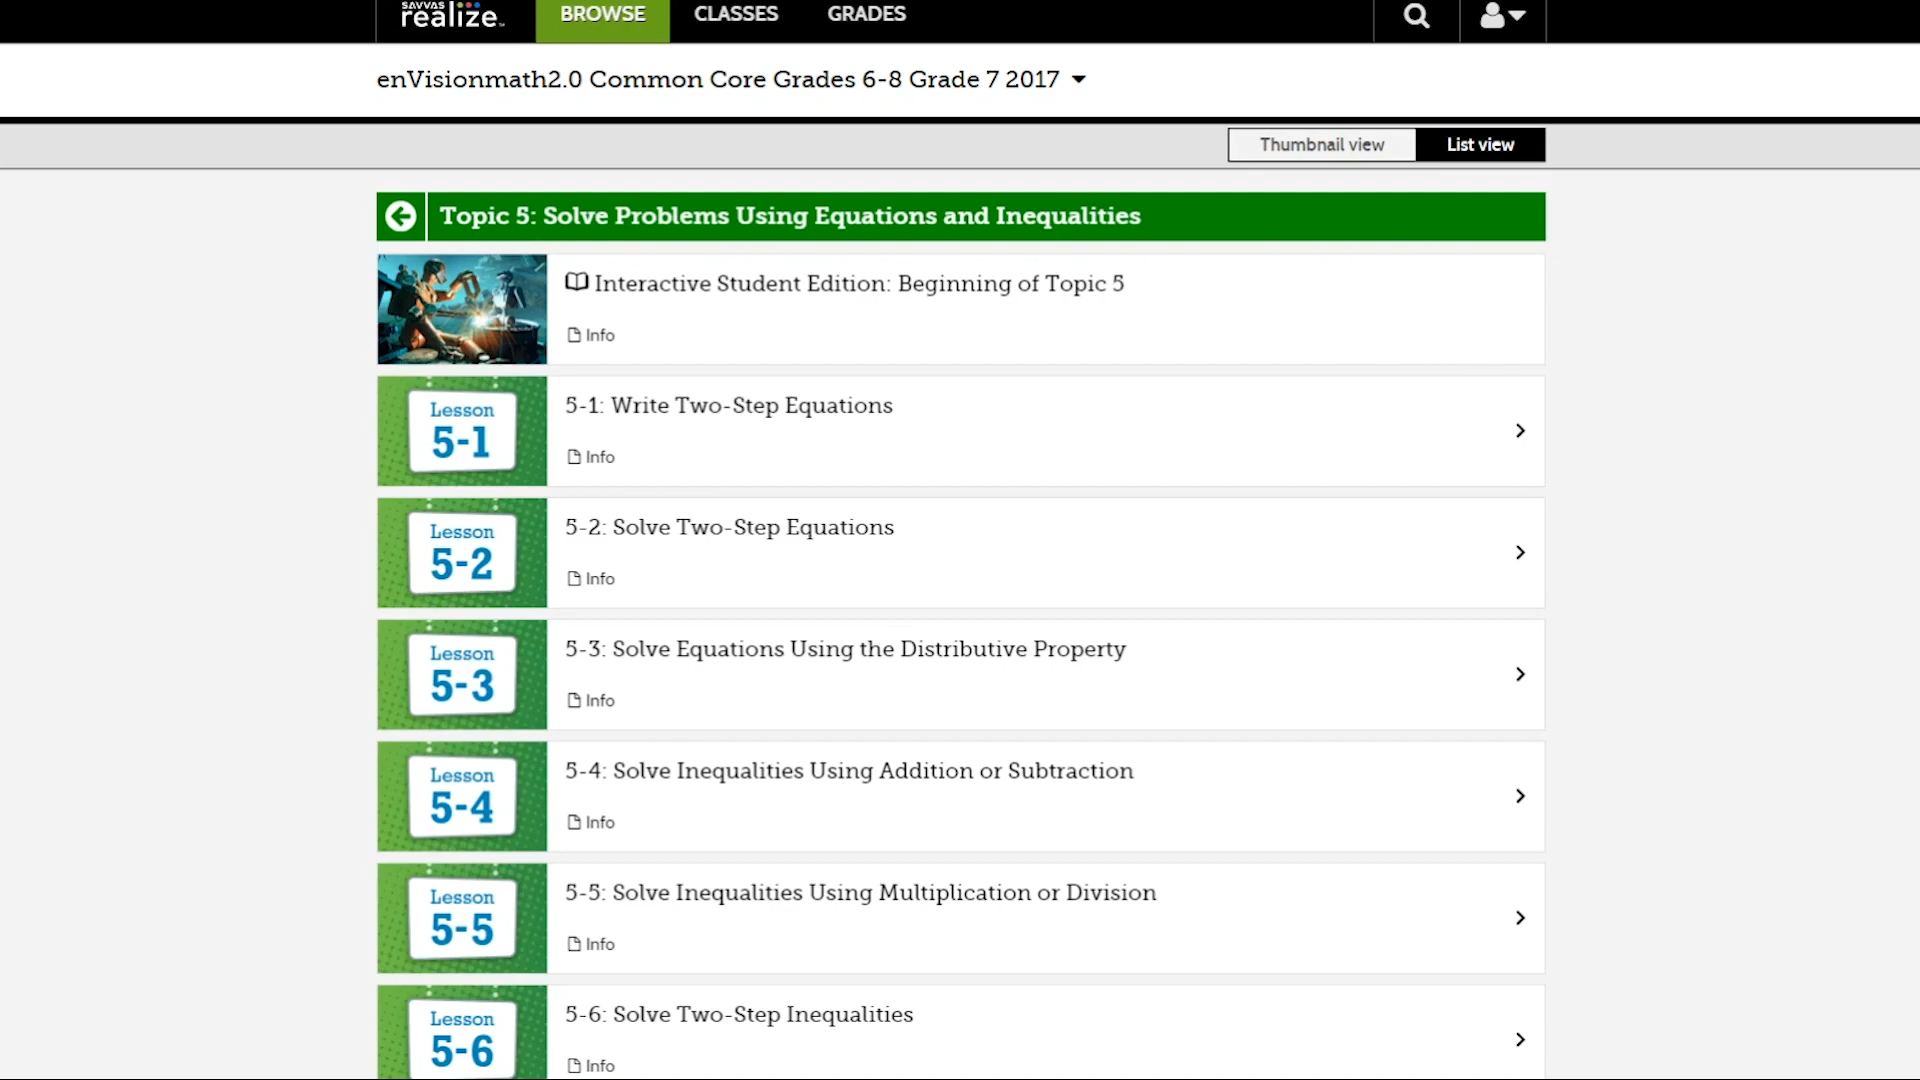 SAVVAS
realize™
BROWSE
CLASSES
GRADES
enVisionmath2.0 Common Core Grades 6-8 Grade 7 2017
Thumbnail view
List view
Topic 5: Solve Problems Using Equations and Inequalities
Interactive Student Edition: Beginning of Topic 5
Info
Lesson
5-1
5-1: Write Two-Step Equations
Info
Lesson
5-2
5-2: Solve Two-Step Equations
Info
Lesson
5-3
5-3: Solve Equations Using the Distributive Property
Info
Lesson
5-4
5-4: Solve Inequalities Using Addition or Subtraction
Info
Lesson
5-5
5-5: Solve Inequalities Using Multiplication or Division
Info
Lesson
5-6
5-6: Solve Two-Step Inequalities
Info